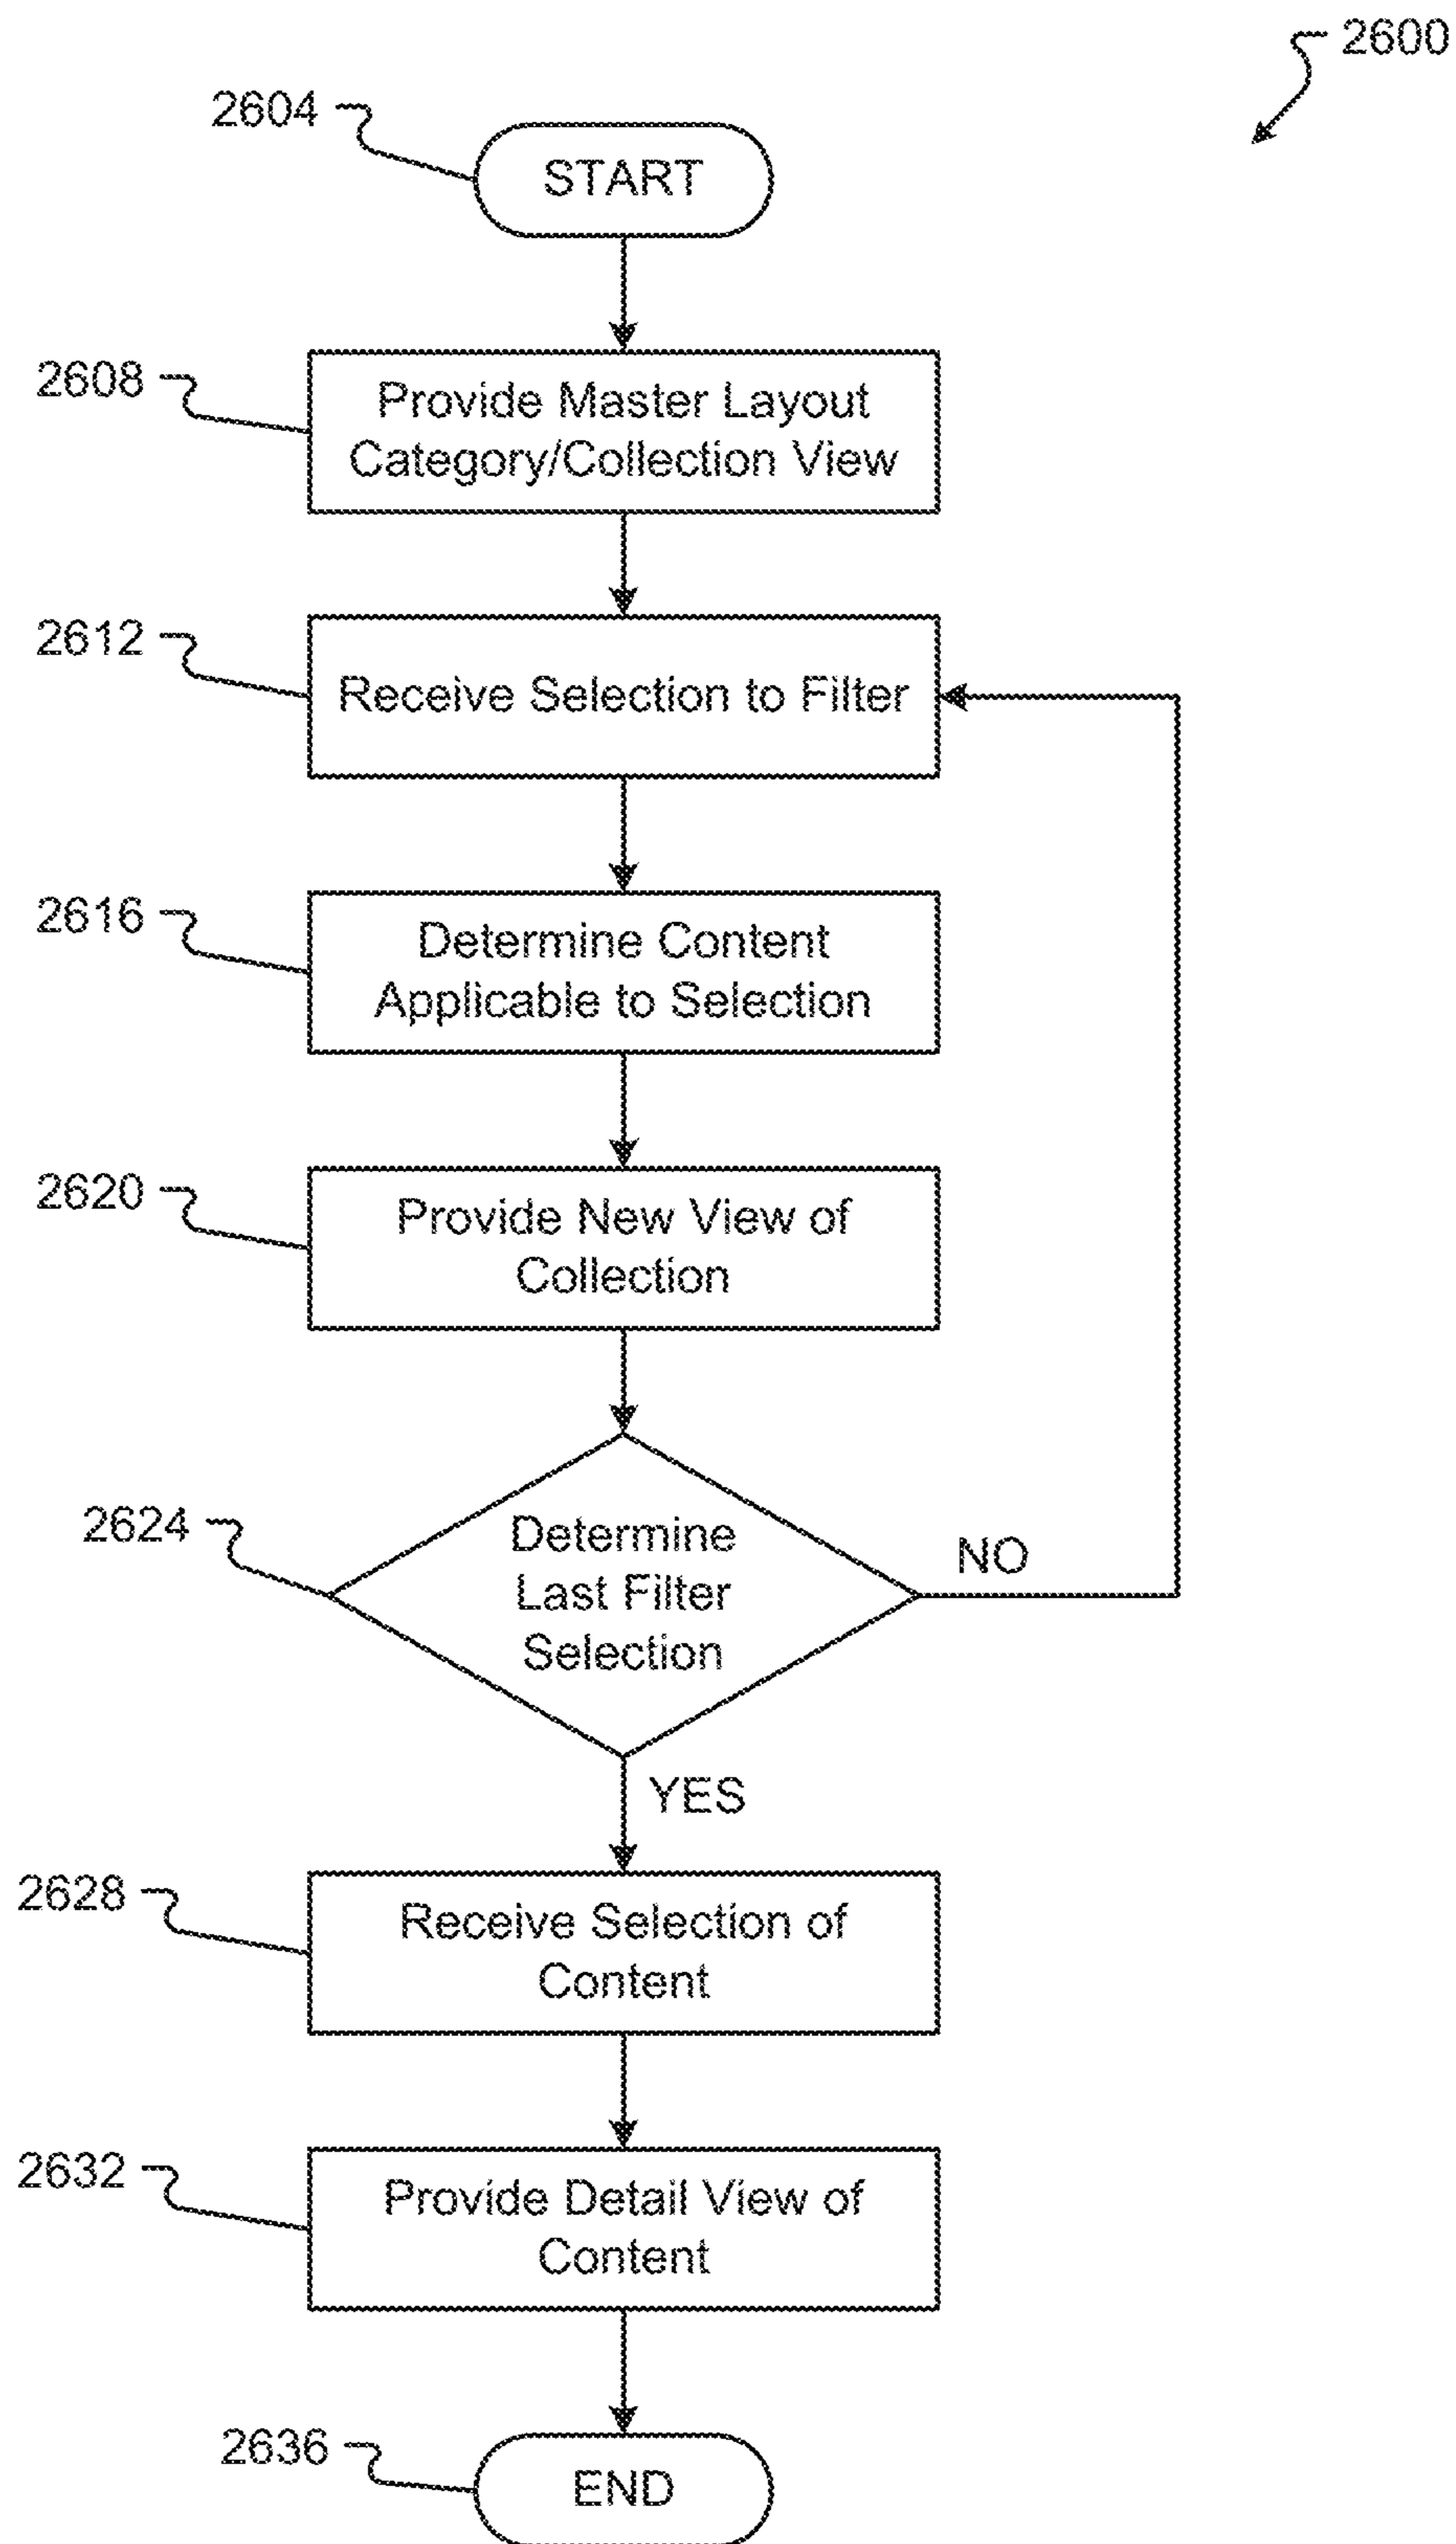 2600
2604
START
2608
Provide Master Layout
Category/Collection View
2612
Receive Selection to Filter
2616
Determine Content
Applicable to Selection
2620
Provide New View of
Collection
2624
Determine
Last Filter
Selection
NO
YES
2628
Receive Selection of
Content
2632
Provide Detail View of
Content
2636
END